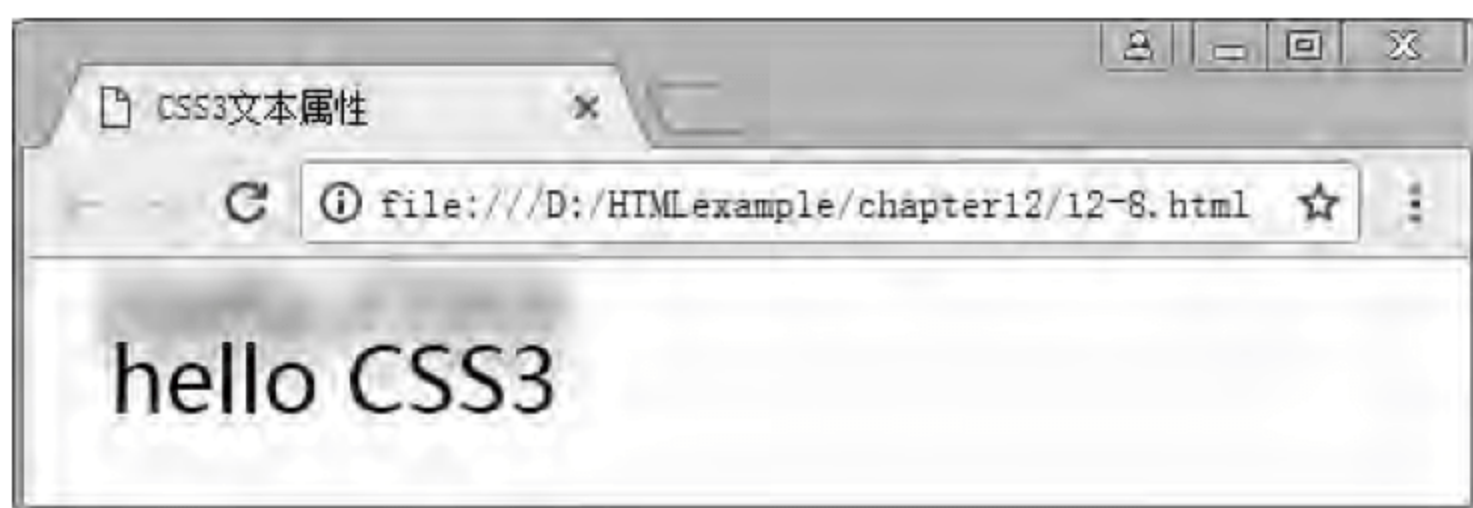 CSS3文本属性
file:///D:/HTMLexample/chapter12/12-8.html
hello CSS3